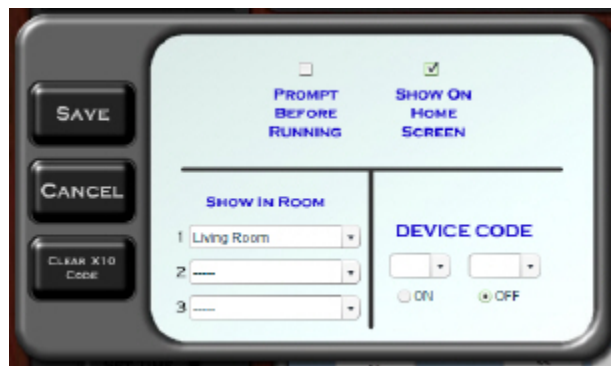 SAVE
CANCEL
CLEAR X10
CODE
PROMPT
BEFORE
RUNNING
SHOW ON
HOME
SCREEN
SHOW IN ROOM
1 Living Room
2 -----
3 -----
DEVICE CODE
ON OFF